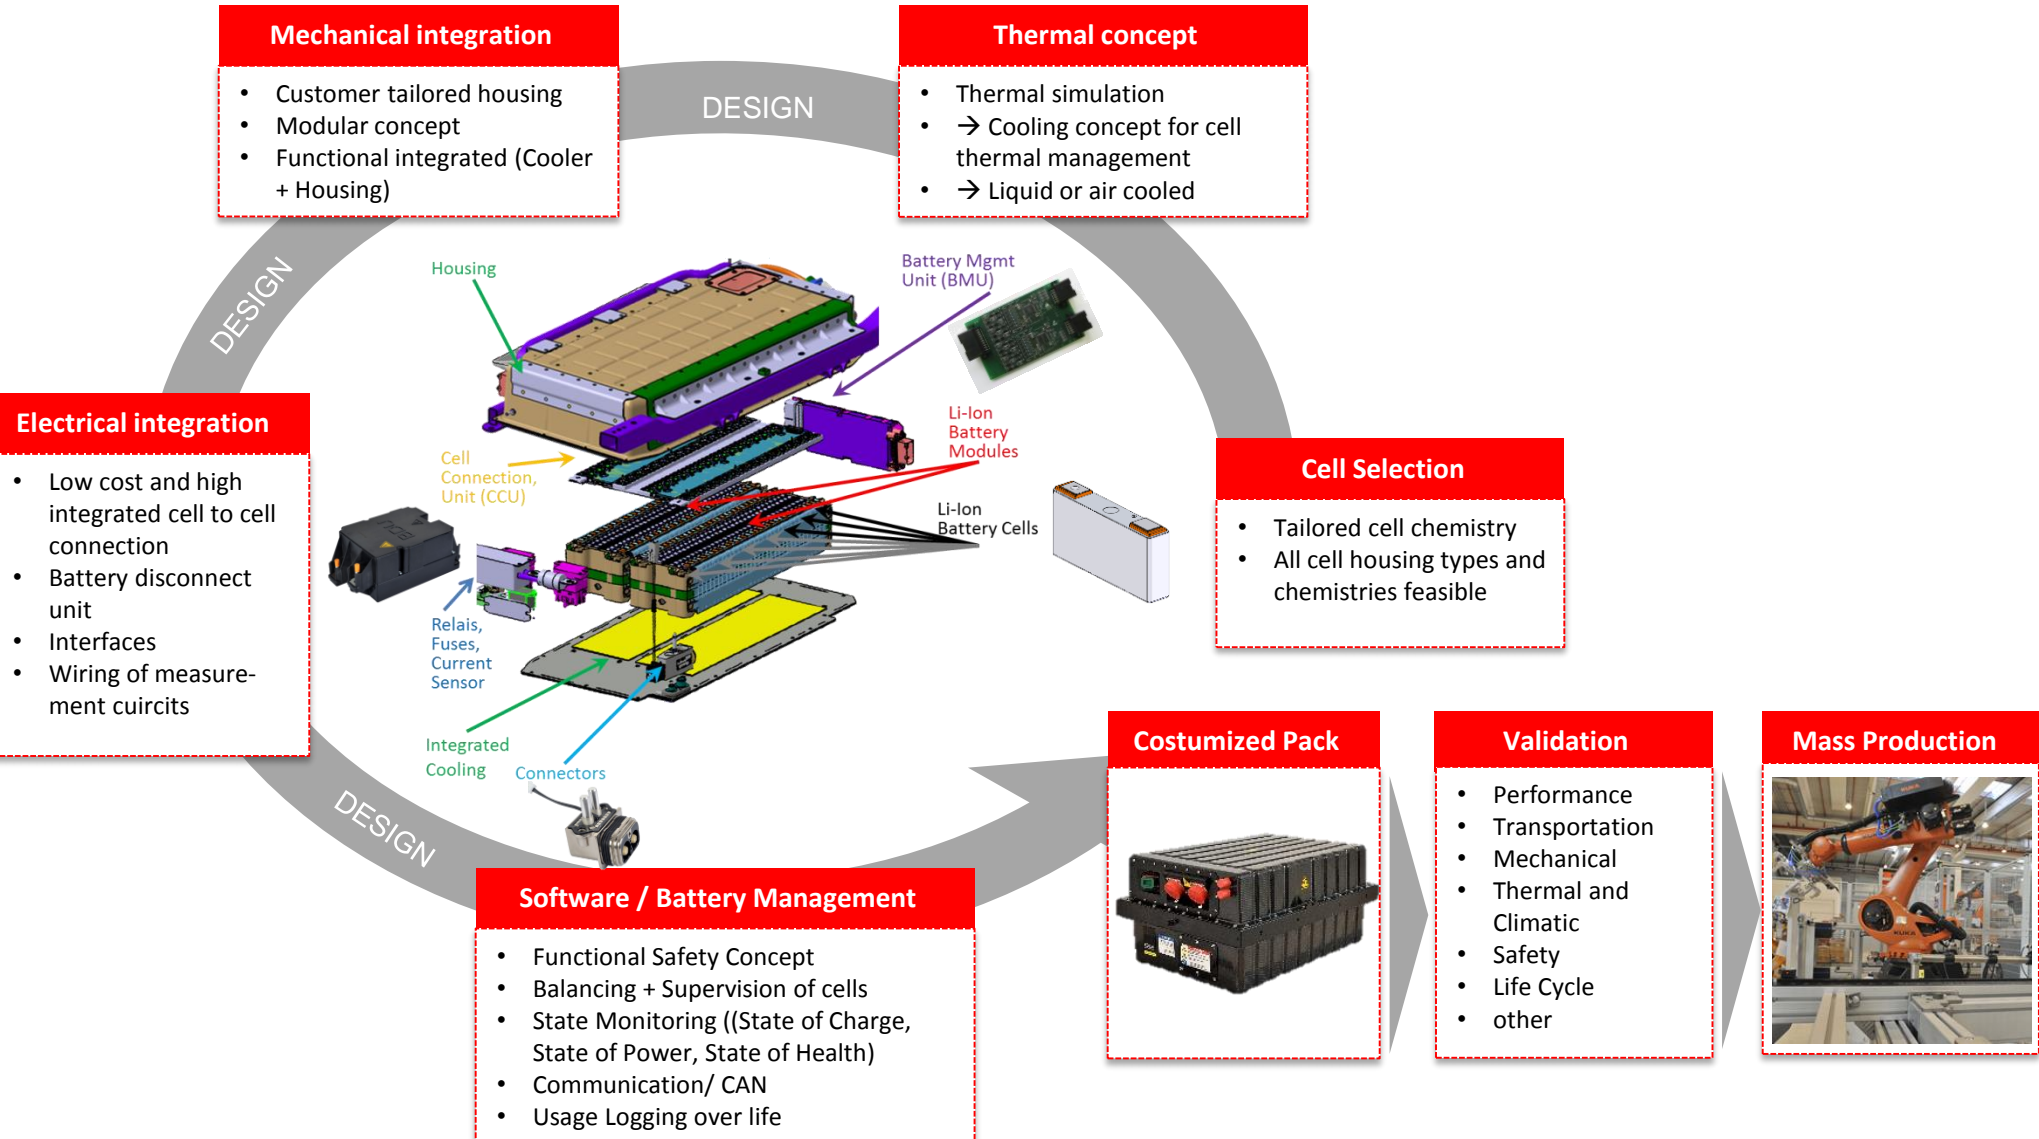 Mechanical integration
• Customer tailored housing
• Modular concept
• Functional integrated (Cooler
+ Housing)
DESIGN
Thermal concept
• Thermal simulation
• → Cooling concept for cell
thermal management
• → Liquid or air cooled
DESIGN
Housing
Battery Mgmt
Unit (BMU)
Electrical integration
• Low cost and high
integrated cell to cell
connection
• Battery disconnect
unit
• Interfaces
• Wiring of measure-
ment cuircits
Cell
Connection,
Unit (CCU)
Li-Ion
Battery
Modules
Li-Ion
Battery Cells
BDU
Relais,
Fuses,
Current
Sensor
Integrated
Cooling
Connectors
Cell Selection
• Tailored cell chemistry
• All cell housing types and
chemistries feasible
DESIGN
Software / Battery Management
• Functional Safety Concept
• Balancing + Supervision of cells
• State Monitoring ((State of Charge,
State of Power, State of Health)
• Communication/ CAN
• Usage Logging over life
Costumized Pack
Validation
• Performance
• Transportation
• Mechanical
• Thermal and
Climatic
• Safety
• Life Cycle
• other
Mass Production
KUKA